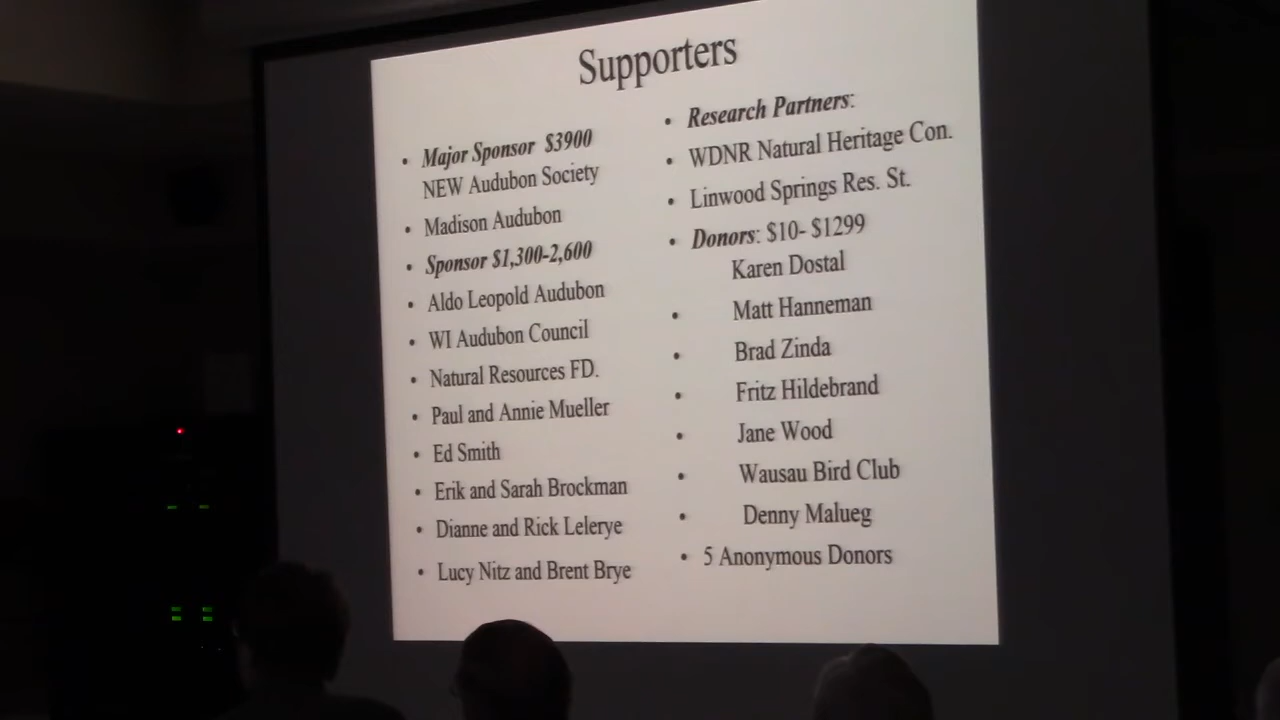 Supporters
• Major Sponsor $3900
NEW Audubon Society
• Madison Audubon
• Sponsor $1,300-2,600
• Aldo Leopold Audubon
• WI Audubon Council
• Natural Resources FD.
• Paul and Annie Mueller
• Ed Smith
• Erik and Sarah Brockman
• Dianne and Rick Lelerye
• Lucy Nitz and Brent Brye
• Research Partners:
• WDNR Natural Heritage Con.
• Linwood Springs Res. St.
• Donors: $10- $1299
Karen Dostal
• Matt Hanneman
• Brad Zinda
• Fritz Hildebrand
• Jane Wood
• Wausau Bird Club
• Denny Malueg
• 5 Anonymous Donors